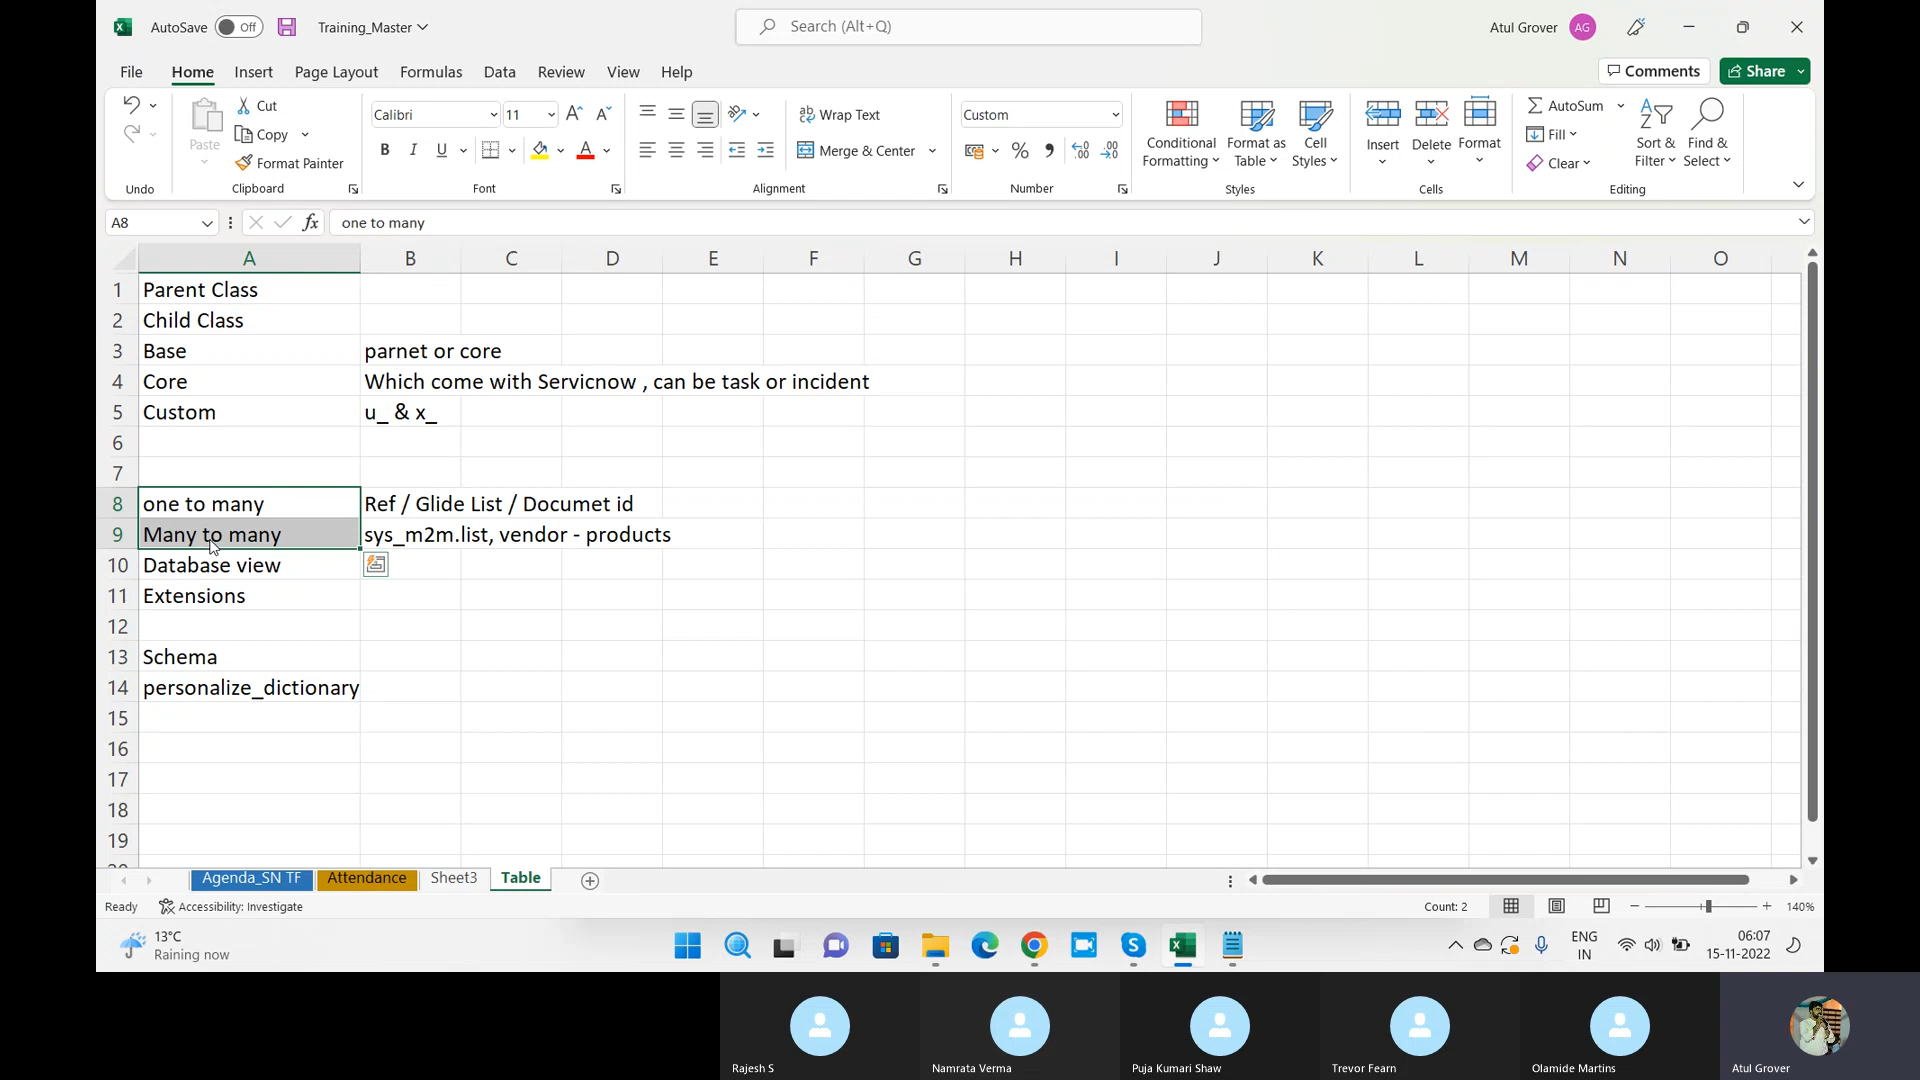 AutoSave Off Training_Master Search (Alt+Q) Atul Grover AG
File Home Insert Page Layout Formulas Data Review View Help Comments Share
Cut
Copy
Format Painter
Paste
Calibri 11
B I U A
Wrap Text
Merge & Center
Custom
%
Conditional Formatting
Format as Table
Cell Styles
Insert Delete Format
AutoSum
Fill
Clear
Sort & Filter
Find & Select
Undo Clipboard Font Alignment Number Styles Cells Editing
A8 fx one to many
A B C D E F G H I J K L M N O
1 Parent Class
2 Child Class
3 Base parnet or core
4 Core Which come with Servicnow , can be task or incident
5 Custom u_ & x_
6
7
8 one to many Ref / Glide List / Documet id
9 Many to many sys_m2m.list, vendor - products
10 Database view
11 Extensions
12
13 Schema
14 personalize_dictionary
15
16
17
18
19
Agenda_SN TF Attendance Sheet3 Table
Ready Accessibility: Investigate Count: 2 140%
13°C
Raining now
ENG
IN
06:07
15-11-2022
Rajesh S Namrata Verma Puja Kumari Shaw Trevor Fearn Olamide Martins Atul Grover